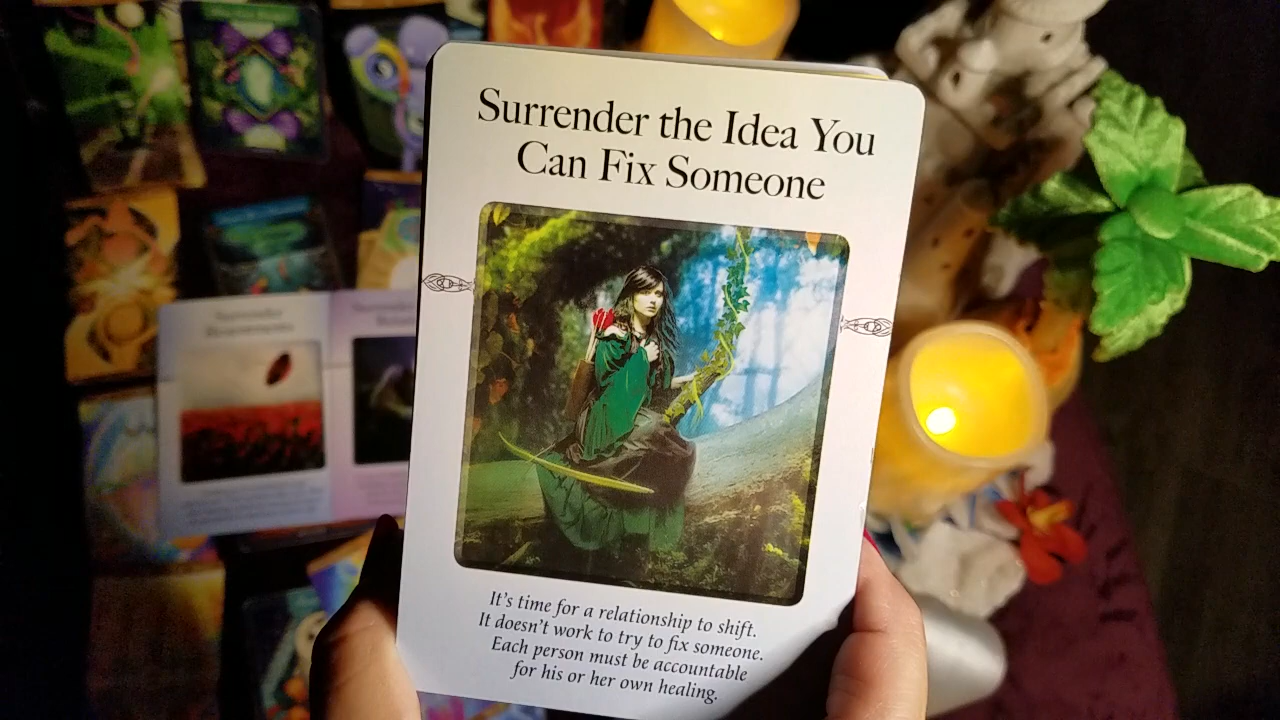 Surrender the Idea You
Can Fix Someone
It's time for a relationship to shift.
It doesn't work to try to fix someone.
Each person must be accountable
for his or her own healing.